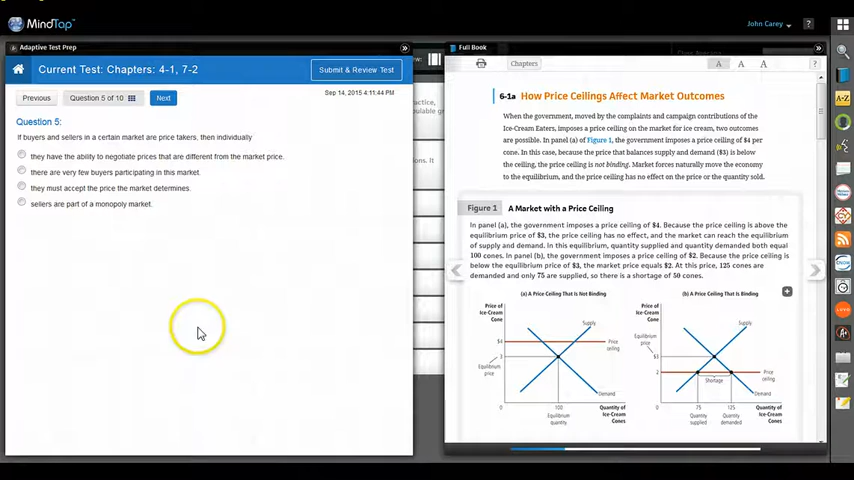 MindTap
John Carey
?
Adaptive Test Prep
Current Test: Chapters: 4-1, 7-2
Submit & Review Test
Previous
Question 5 of 10
Next
Sep 14, 2015 4:11:44 PM
Question 5:
If buyers and sellers in a certain market are price takers, then individually
they have the ability to negotiate prices that are different from the market price.
there are very few buyers participating in this market.
they must accept the price the market determines.
sellers are part of a monopoly market.
Full Book
Chapters
A
A
A
?
6-1a How Price Ceilings Affect Market Outcomes
When the government, moved by the complaints and campaign contributions of the
Ice-Cream Eaters, imposes a price ceiling on the market for ice cream, two outcomes
are possible. In panel (a) of Figure 1, the government imposes a price ceiling of $4 per
cone. In this case, because the price that balances supply and demand ($3) is below
the ceiling, the price ceiling is not binding. Market forces naturally move the economy
to the equilibrium, and the price ceiling has no effect on the price or the quantity sold.
Figure 1 A Market with a Price Ceiling
In panel (a), the government imposes a price ceiling of $4. Because the price ceiling is above the
equilibrium price of $3, the price ceiling has no effect, and the market can reach the equilibrium
of supply and demand. In this equilibrium, quantity supplied and quantity demanded both equal
100 cones. In panel (b), the government imposes a price ceiling of $2. Because the price ceiling is
below the equilibrium price of $3, the market price equals $2. At this price, 125 cones are
demanded and only 75 are supplied, so there is a shortage of 50 cones.
(a) A Price Ceiling That Is Not Binding
Price of
Ice-Cream
Cone
Supply
$4
Price
ceiling
3
Equilibrium
price
Demand
0
100
Equilibrium
quantity
Quantity of
Ice-Cream
Cones
(b) A Price Ceiling That Is Binding
Price of
Ice-Cream
Cone
Supply
Equilibrium
price
$3
2
Price
ceiling
Shortage
Demand
0
75
125
Quantity
supplied
Quantity
demanded
Quantity of
Ice-Cream
Cones
A-Z
A+